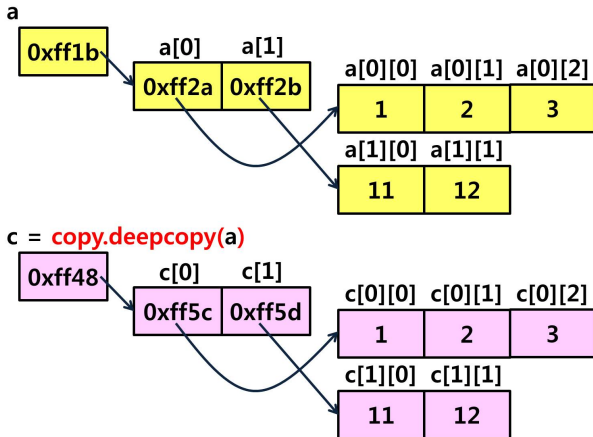 a
0xff1b
a[0] a[1]
0xff2a 0xff2b
a[0][0] a[0][1] a[0][2]
1 2 3
a[1][0] a[1][1]
11 12
c = copy.deepcopy(a)
0xff48
c[0] c[1]
0xff5c 0xff5d
c[0][0] c[0][1] c[0][2]
1 2 3
c[1][0] c[1][1]
11 12